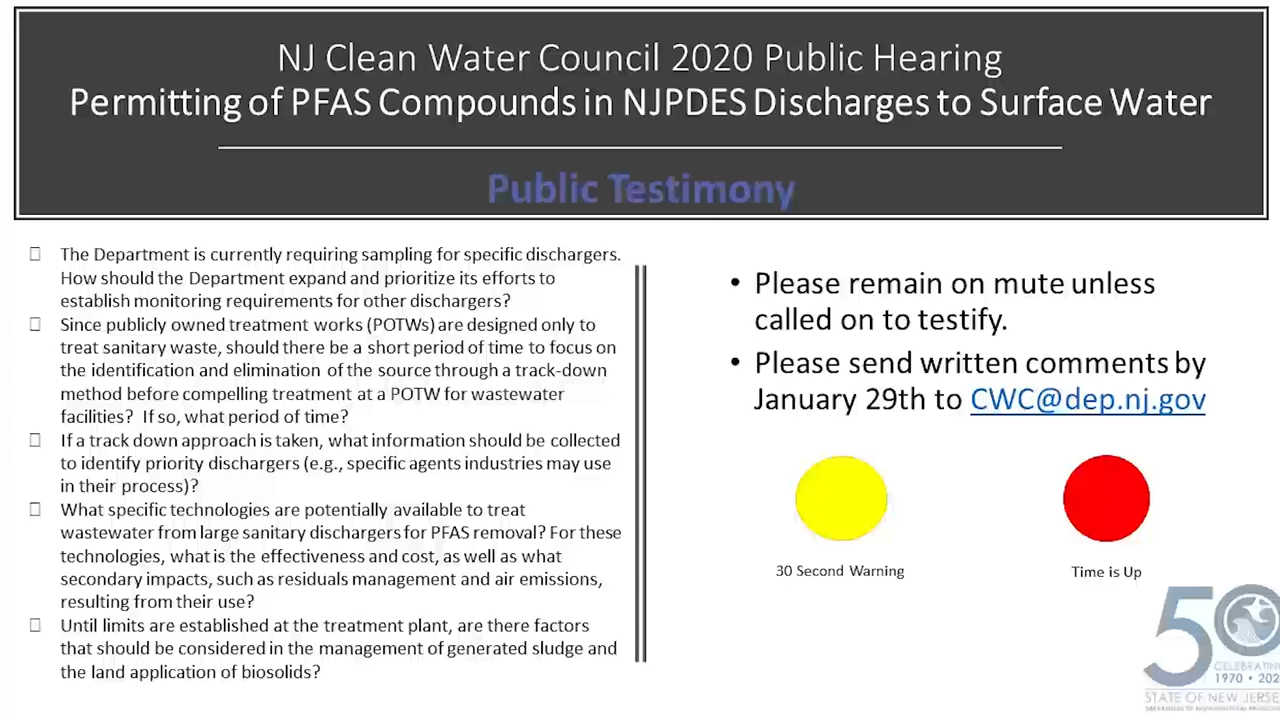 NJ Clean Water Council 2020 Public Hearing
Permitting of PFAS Compounds in NJPDES Discharges to Surface Water
Public Testimony
The Department is currently requiring sampling for specific dischargers.
How should the Department expand and prioritize its efforts to
establish monitoring requirements for other dischargers?
Since publicly owned treatment works (POTWs) are designed only to
treat sanitary waste, should there be a short period of time to focus on
the identification and elimination of the source through a track-down
method before compelling treatment at a POTW for wastewater
facilities? If so, what period of time?
If a track down approach is taken, what information should be collected
to identify priority dischargers (e.g., specific agents industries may use
in their process)?
What specific technologies are potentially available to treat
wastewater from large sanitary dischargers for PFAS removal? For these
technologies, what is the effectiveness and cost, as well as what
secondary impacts, such as residuals management and air emissions,
resulting from their use?
Until limits are established at the treatment plant, are there factors
that should be considered in the management of generated sludge and
the land application of biosolids?
• Please remain on mute unless
called on to testify.
• Please send written comments by
January 29th to CWC@dep.nj.gov
30 Second Warning
Time is Up
50
CELEBRATIN
1970 • 202
STATE OF NEW JERSE